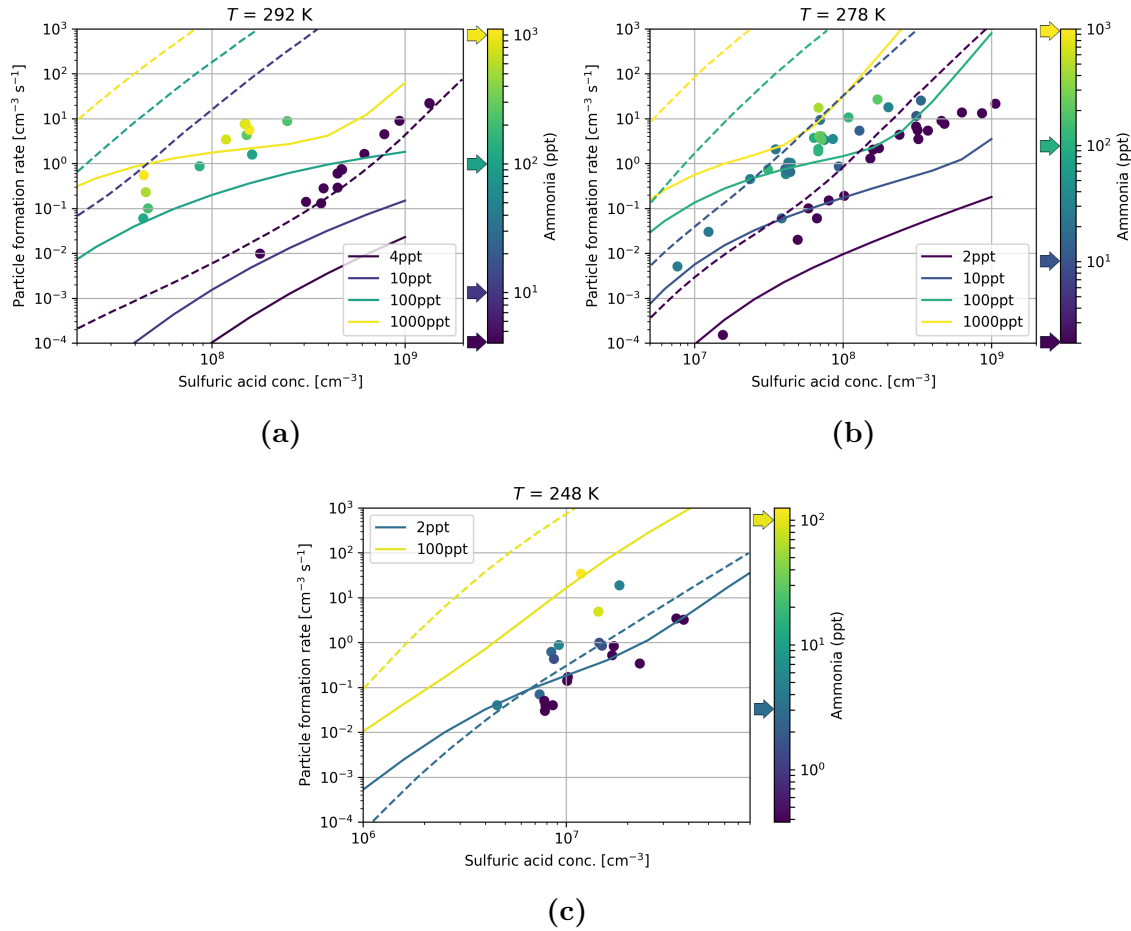 T = 292 K
Particle formation rate [cm⁻³ s⁻¹]
10³
10²
10¹
10⁰
10⁻¹
10⁻²
10⁻³
10⁻⁴
4ppt
10ppt
100ppt
1000ppt
10⁸
10⁹
Sulfuric acid conc. [cm⁻³]
10³
10²
10¹
Ammonia (ppt)
(a)
T = 278 K
Particle formation rate [cm⁻³ s⁻¹]
10³
10²
10¹
10⁰
10⁻¹
10⁻²
10⁻³
10⁻⁴
2ppt
10ppt
100ppt
1000ppt
10⁷
10⁸
10⁹
Sulfuric acid conc. [cm⁻³]
10³
10²
10¹
Ammonia (ppt)
(b)
T = 248 K
Particle formation rate [cm⁻³ s⁻¹]
10³
10²
10¹
10⁰
10⁻¹
10⁻²
10⁻³
10⁻⁴
2ppt
100ppt
10⁶
10⁷
Sulfuric acid conc. [cm⁻³]
10²
10¹
10⁰
Ammonia (ppt)
(c)